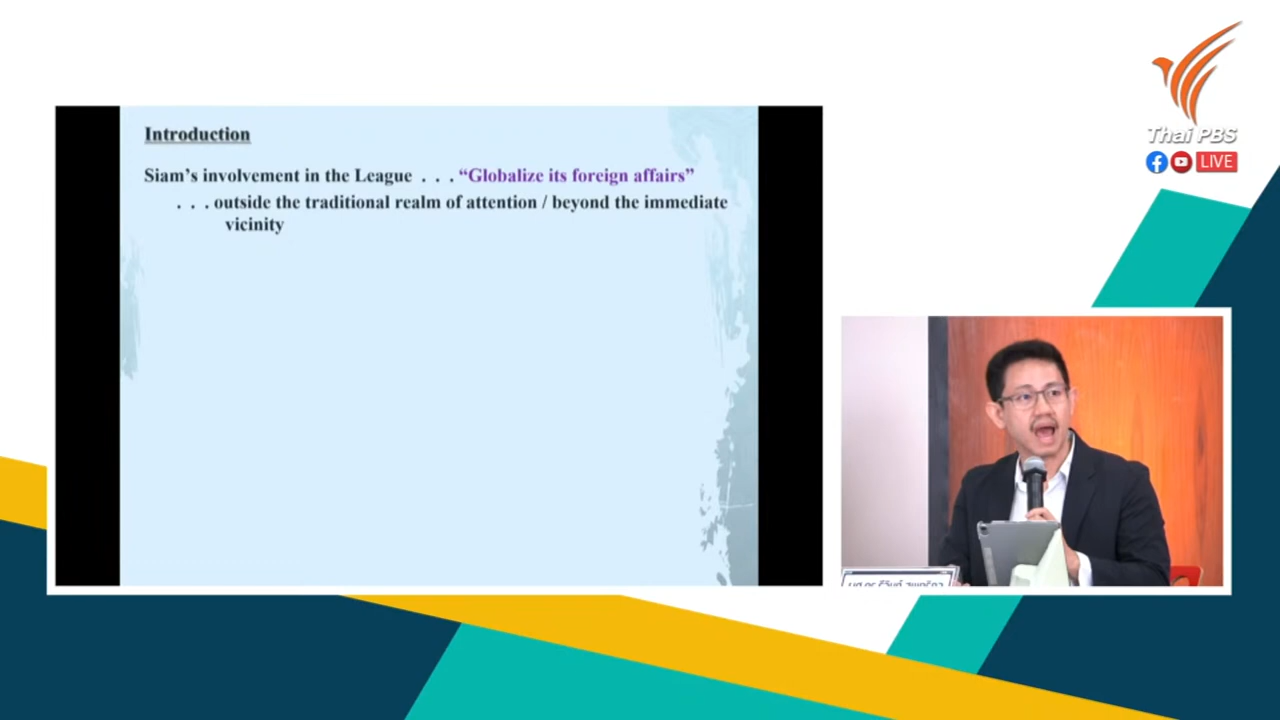 Introduction
Siam's involvement in the League . . . “Globalize its foreign affairs”
. . . outside the traditional realm of attention / beyond the immediate
vicinity
Thai PBS
LIVE